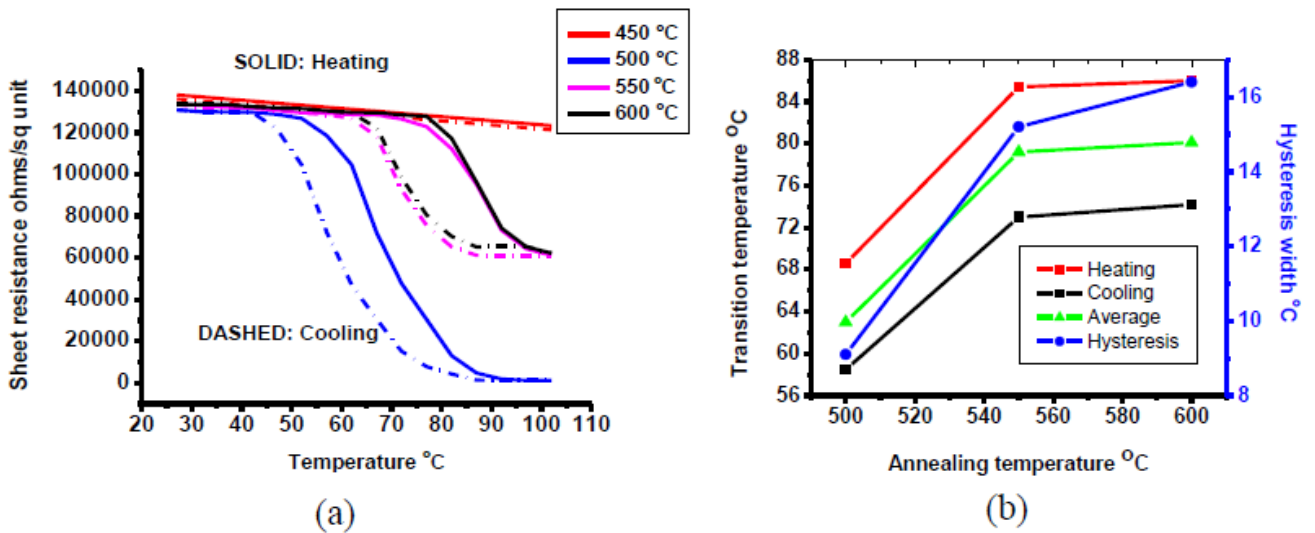 450 °C
500 °C
550 °C
600 °C
SOLID: Heating
DASHED: Cooling
Sheet resistance ohms/sq unit
140000
120000
100000
80000
60000
40000
20000
0
20 30 40 50 60 70 80 90 100 110
Temperature °C
(a)
Transition temperature °C
88
84
80
76
72
68
64
60
56
Heating
Cooling
Average
Hysteresis
16
14
12
10
8
Hysteresis width °C
500 520 540 560 580 600
Annealing temperature °C
(b)